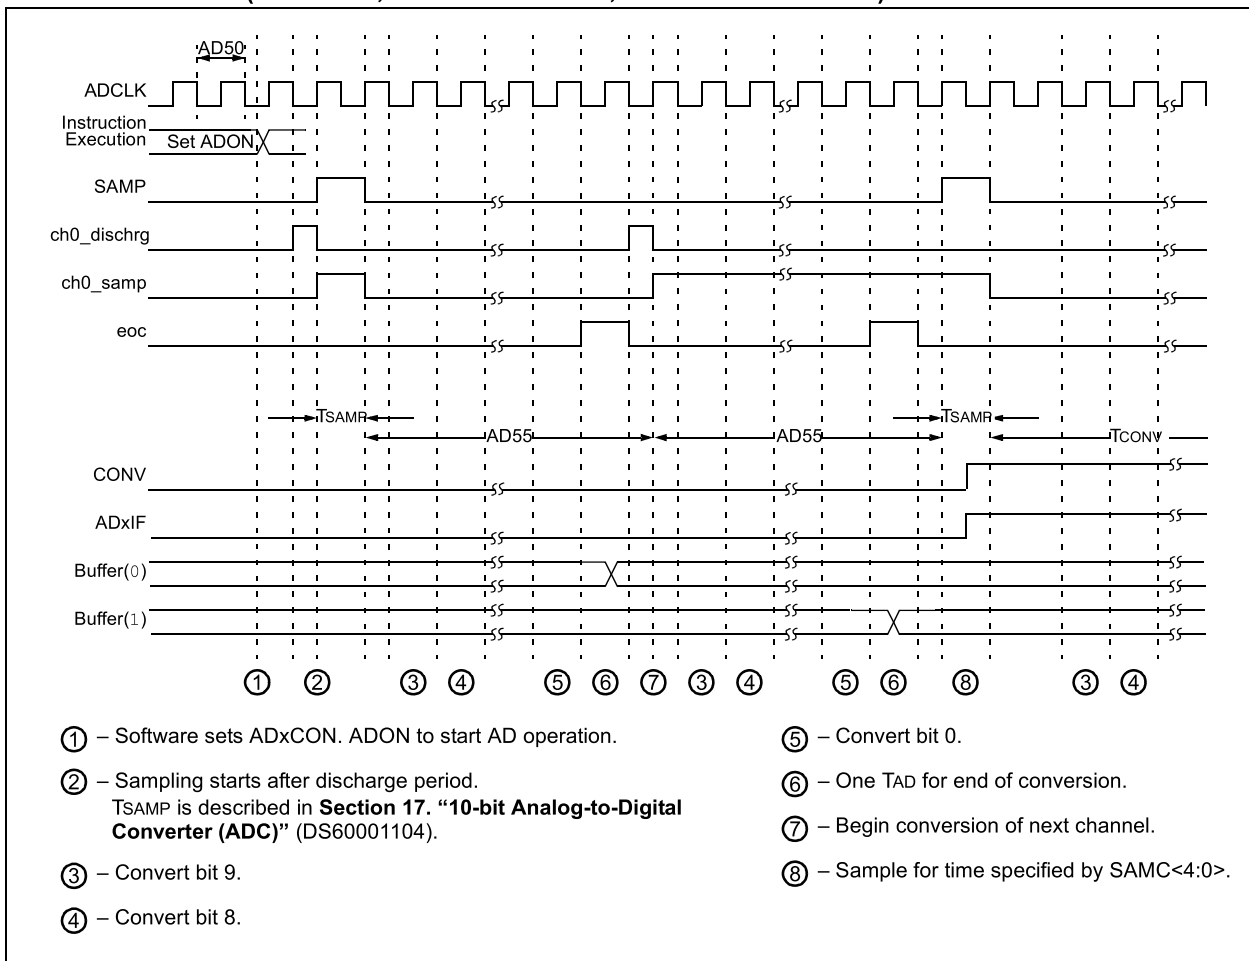 AD50
ADCLK
Instruction
Execution
Set ADON
SAMP
ch0_dischrg
ch0_samp
eoc
TSAMP
TSAMP
AD55
AD55
TCONV
CONV
ADxIF
Buffer(0)
Buffer(1)
1 2 3 4 5 6 7 3 4 5 6 8 3 4
1 – Software sets ADxCON. ADON to start AD operation.
2 – Sampling starts after discharge period.
TSAMP is described in Section 17. “10-bit Analog-to-Digital
Converter (ADC)” (DS60001104).
3 – Convert bit 9.
4 – Convert bit 8.
5 – Convert bit 0.
6 – One TAD for end of conversion.
7 – Begin conversion of next channel.
8 – Sample for time specified by SAMC<4:0>.